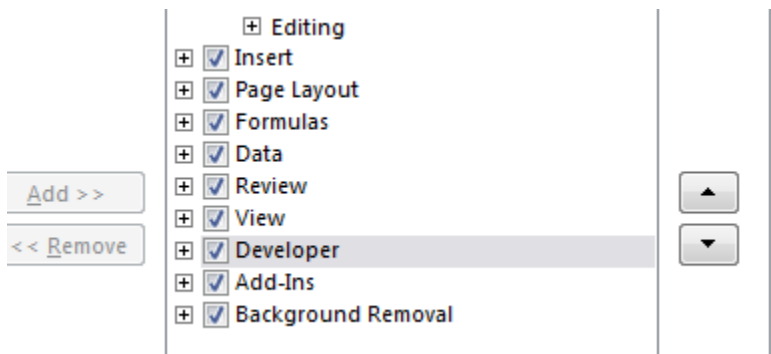 Editing
Insert
Page Layout
Formulas
Data
Review
View
Developer
Add-Ins
Background Removal
Add >>
<< Remove